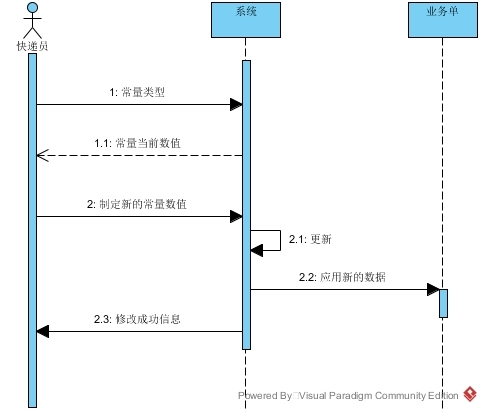 系统
业务单
快递员
1: 常量类型
1.1: 常量当前数值
2: 制定新的常量数值
2.1: 更新
2.2: 应用新的数据
2.3: 修改成功信息
Powered By Visual Paradigm Community Edition